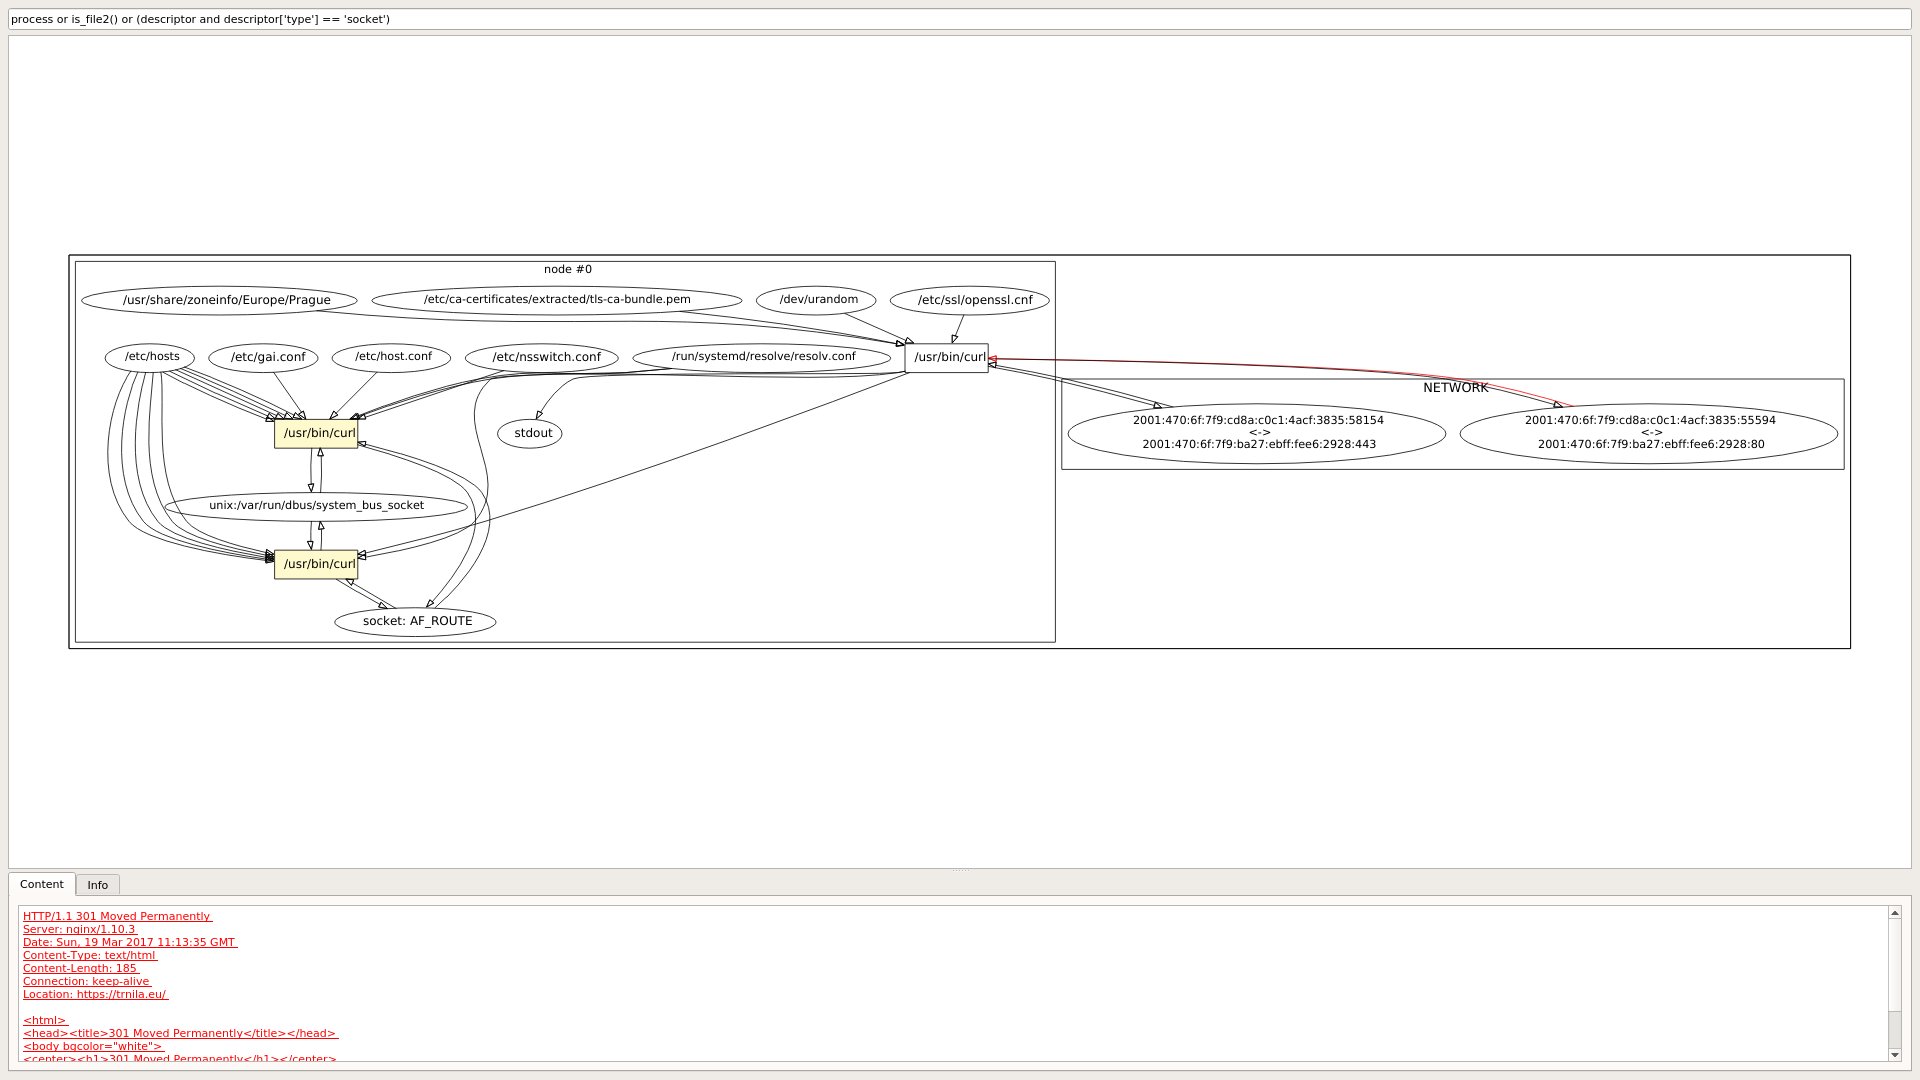 process or is_file2() or (descriptor and descriptor['type'] == 'socket')
node #0
/usr/share/zoneinfo/Europe/Prague
/etc/ca-certificates/extracted/tls-ca-bundle.pem
/dev/urandom
/etc/ssl/openssl.cnf
/etc/hosts
/etc/gai.conf
/etc/host.conf
/etc/nsswitch.conf
/run/systemd/resolve/resolv.conf
/usr/bin/curl
NETWORK
2001:470:6f:7f9:cd8a:c0c1:4acf:3835:58154
<->
2001:470:6f:7f9:ba27:ebff:fee6:2928:443
2001:470:6f:7f9:cd8a:c0c1:4acf:3835:55594
<->
2001:470:6f:7f9:ba27:ebff:fee6:2928:80
/usr/bin/curl
stdout
unix:/var/run/dbus/system_bus_socket
/usr/bin/curl
socket: AF_ROUTE
Content
Info
HTTP/1.1 301 Moved Permanently
Server: nginx/1.10.3
Date: Sun, 19 Mar 2017 11:13:35 GMT
Content-Type: text/html
Content-Length: 185
Connection: keep-alive
Location: https://trnila.eu/
<html>
<head><title>301 Moved Permanently</title></head>
<body bgcolor="white">
<center><h1>301 Moved Permanently</h1></center>